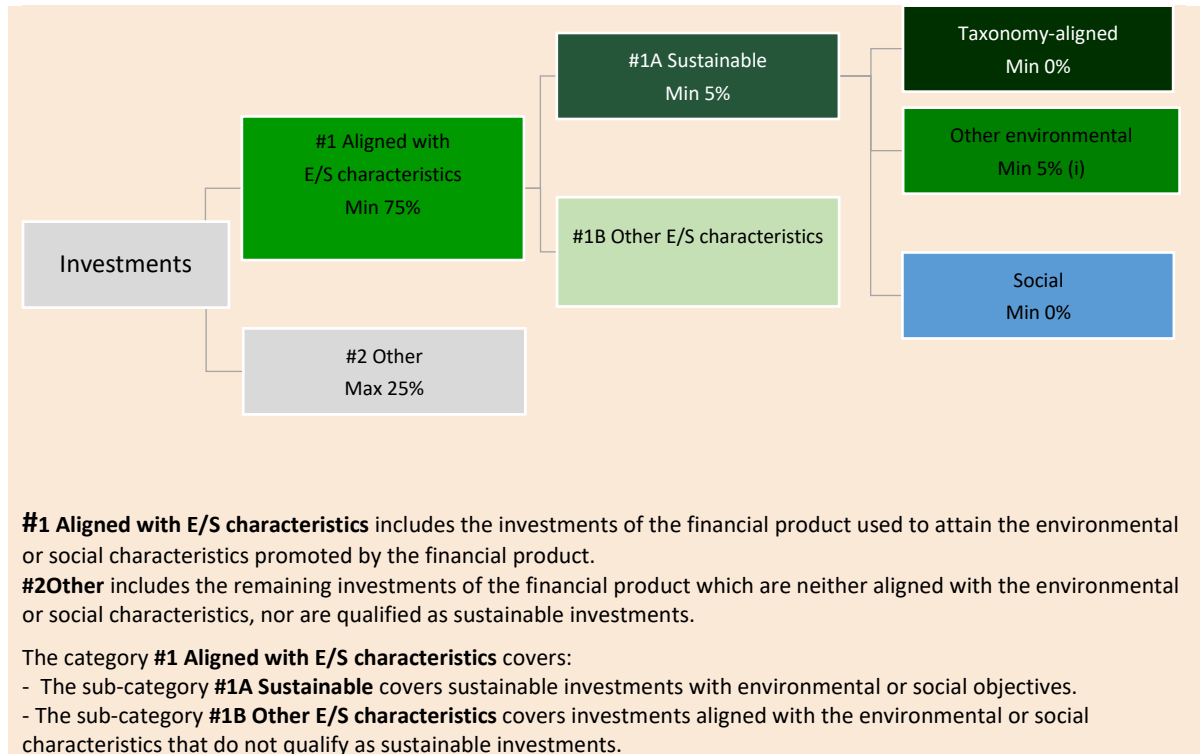 Taxonomy-aligned
Min 0%
#1A Sustainable
Min 5%
#1 Aligned with
E/S characteristics
Min 75%
Other environmental
Min 5% (i)
Investments
#1B Other E/S characteristics
Social
Min 0%
#2 Other
Max 25%
#1 Aligned with E/S characteristics includes the investments of the financial product used to attain the environmental
or social characteristics promoted by the financial product.
#2Other includes the remaining investments of the financial product which are neither aligned with the environmental
or social characteristics, nor are qualified as sustainable investments.
The category #1 Aligned with E/S characteristics covers:
- The sub-category #1A Sustainable covers sustainable investments with environmental or social objectives.
- The sub-category #1B Other E/S characteristics covers investments aligned with the environmental or social
characteristics that do not qualify as sustainable investments.